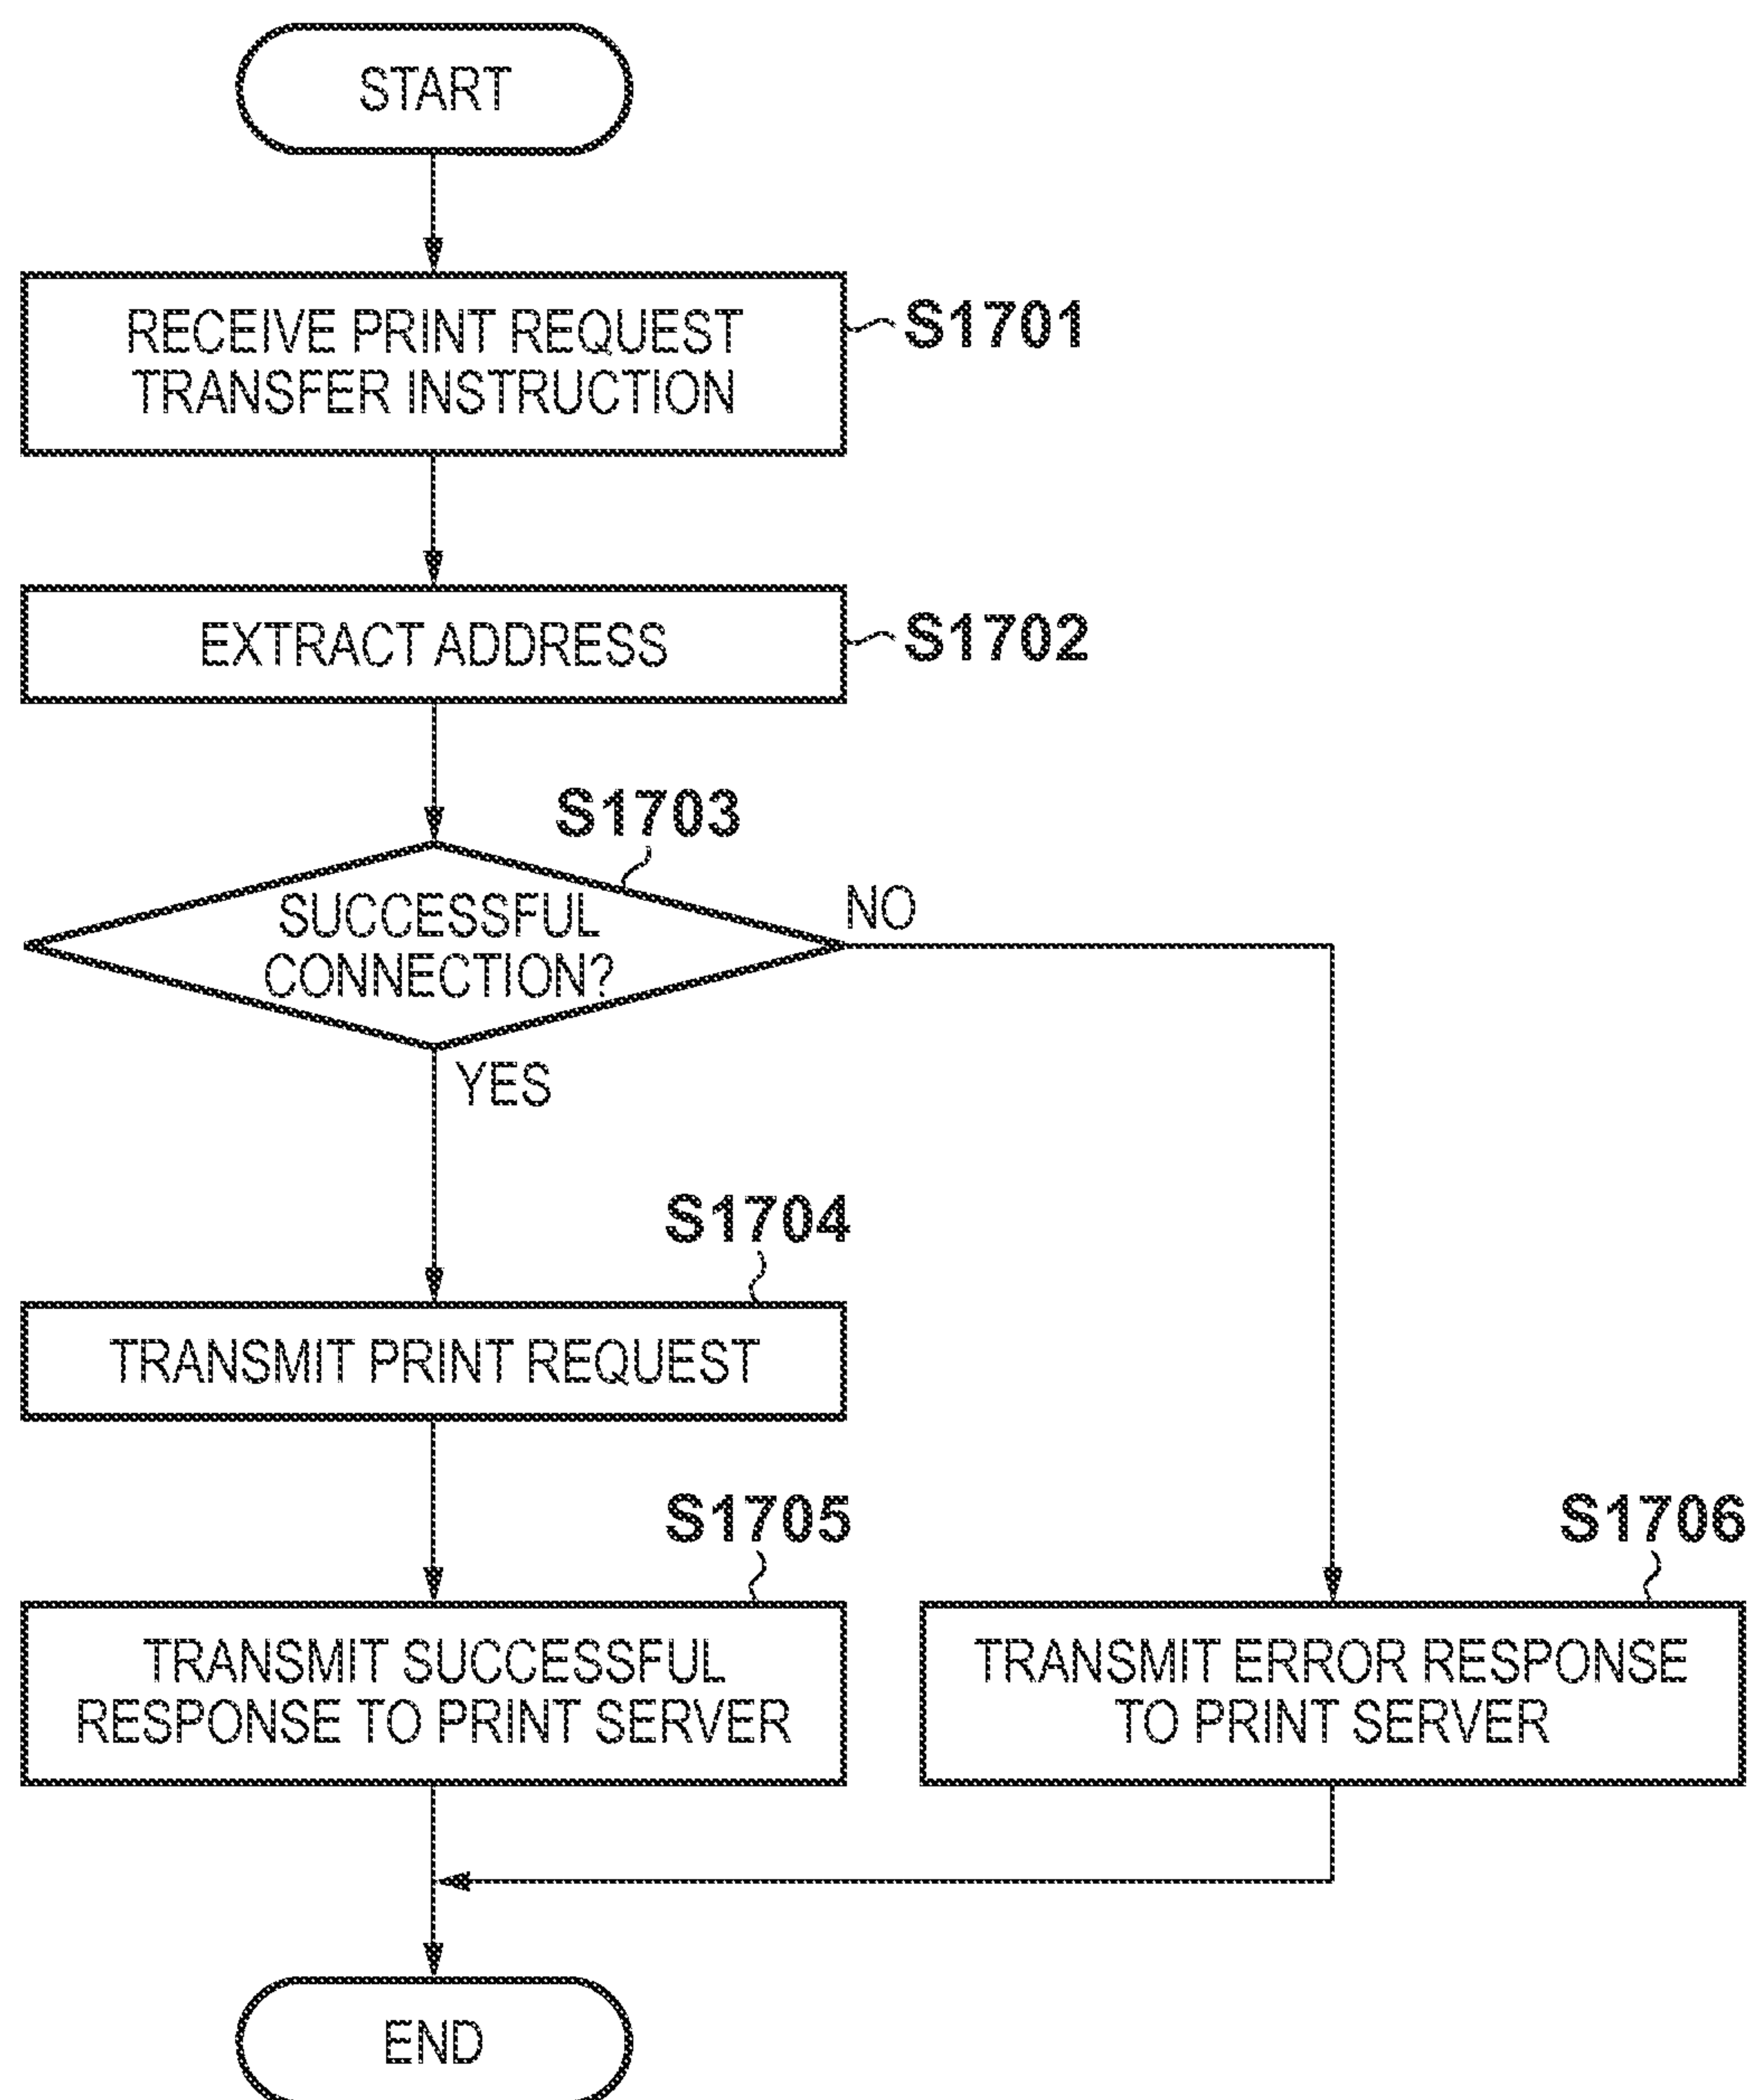 START
RECEIVE PRINT REQUEST
TRANSFER INSTRUCTION
S1701
EXTRACT ADDRESS
S1702
S1703
SUCCESSFUL
CONNECTION?
NO
YES
S1704
TRANSMIT PRINT REQUEST
S1705
TRANSMIT SUCCESSFUL
RESPONSE TO PRINT SERVER
S1706
TRANSMIT ERROR RESPONSE
TO PRINT SERVER
END